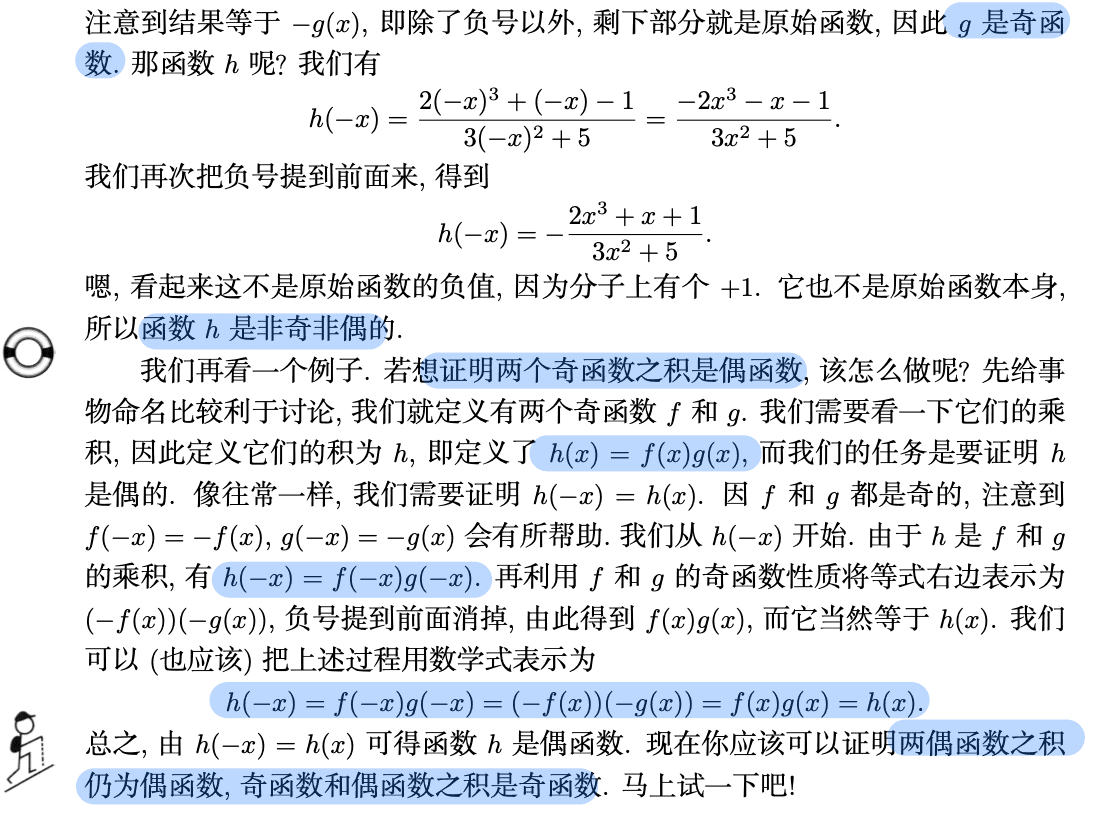 注意到结果等于 −g(x), 即除了负号以外, 剩下部分就是原始函数, 因此 g 是奇函
数. 那函数 h 呢? 我们有
h(−x) = \frac{2(−x)^3 + (−x) − 1}{3(−x)^2 + 5} = \frac{−2x^3 − x − 1}{3x^2 + 5}.
我们再次把负号提到前面来, 得到
h(−x) = −\frac{2x^3 + x + 1}{3x^2 + 5}.
嗯, 看起来这不是原始函数的负值, 因为分子上有个 +1. 它也不是原始函数本身,
所以函数 h 是非奇非偶的.
我们再看一个例子. 若想证明两个奇函数之积是偶函数, 该怎么做呢? 先给事
物命名比较利于讨论, 我们就定义有两个奇函数 f 和 g. 我们需要看一下它们的乘
积, 因此定义它们的积为 h, 即定义了 h(x) = f(x)g(x), 而我们的任务是要证明 h
是偶的. 像往常一样, 我们需要证明 h(−x) = h(x). 因 f 和 g 都是奇的, 注意到
f(−x) = −f(x), g(−x) = −g(x) 会有所帮助. 我们从 h(−x) 开始. 由于 h 是 f 和 g
的乘积, 有 h(−x) = f(−x)g(−x). 再利用 f 和 g 的奇函数性质将等式右边表示为
(−f(x))(−g(x)), 负号提到前面消掉, 由此得到 f(x)g(x), 而它当然等于 h(x). 我们
可以 (也应该) 把上述过程用数学式表示为
h(−x) = f(−x)g(−x) = (−f(x))(−g(x)) = f(x)g(x) = h(x).
总之, 由 h(−x) = h(x) 可得函数 h 是偶函数. 现在你应该可以证明两偶函数之积
仍为偶函数, 奇函数和偶函数之积是奇函数. 马上试一下吧!